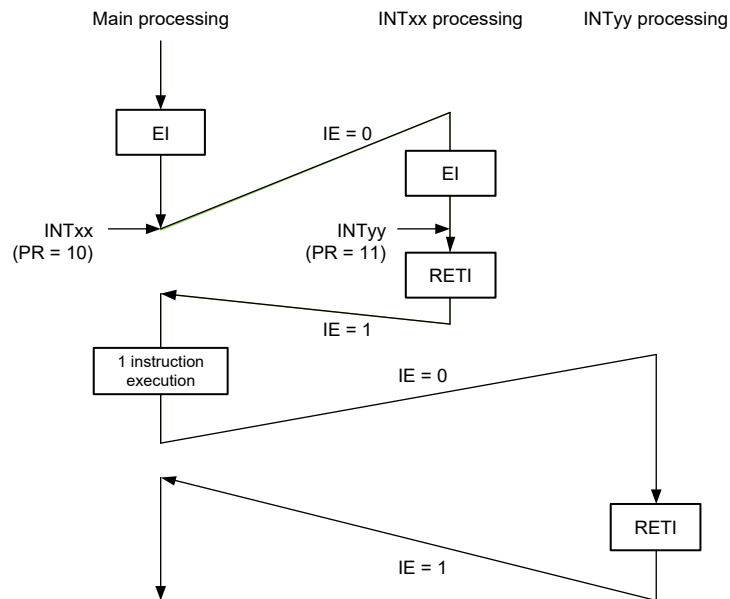 Main processing
INTxx processing
INTyy processing
EI
IE = 0
EI
INTxx
(PR = 10)
INTyy
(PR = 11)
RETI
IE = 1
1 instruction
execution
IE = 0
RETI
IE = 1